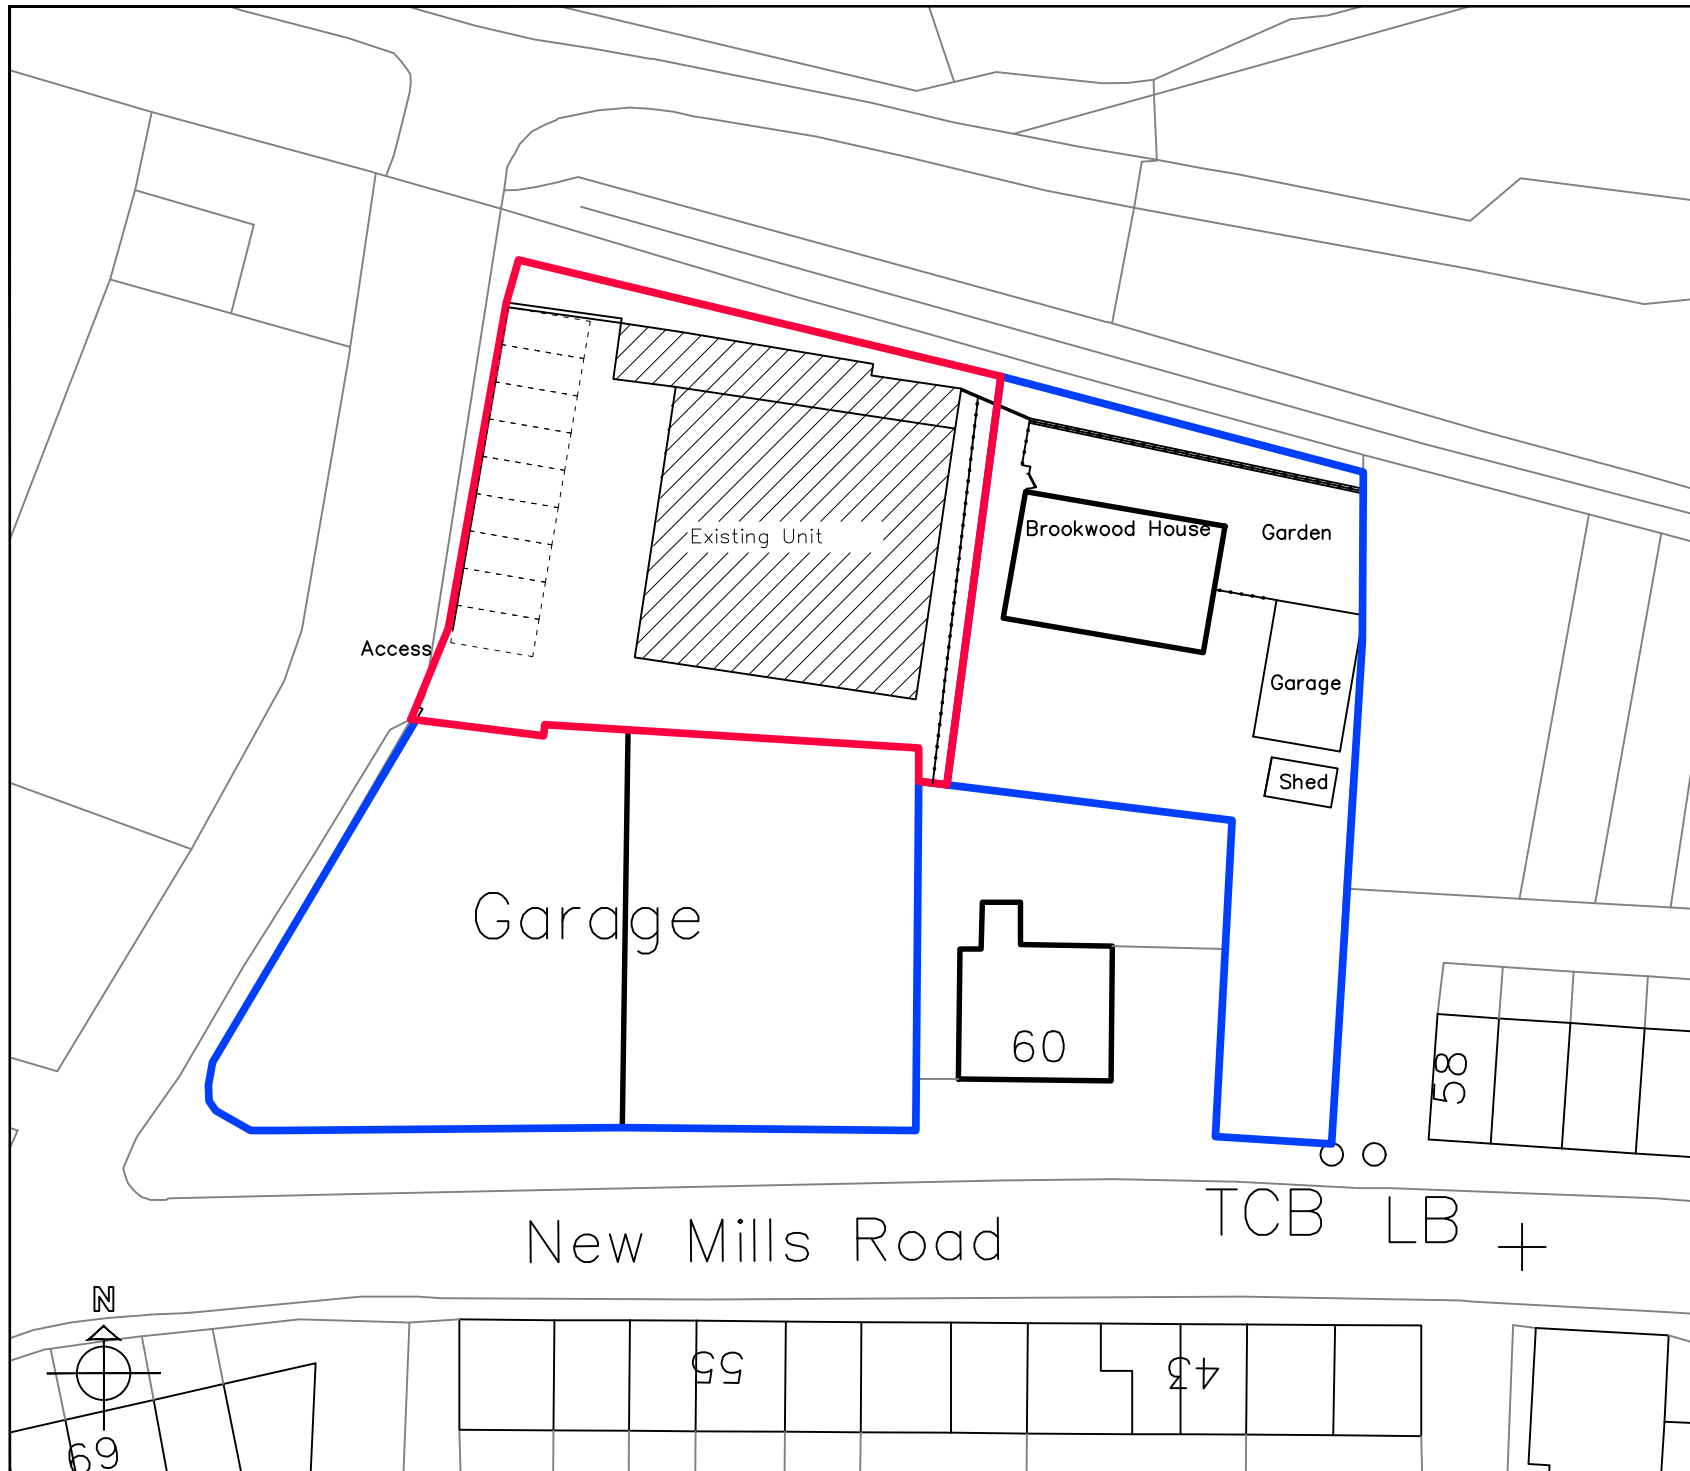 Existing Unit
Brookwood House
Garden
Access
Garage
Shed
Garage
60
58
TCB
LB
New Mills Road
N
55
43
69